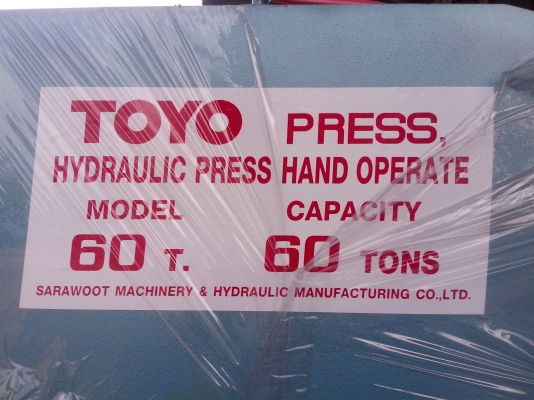 TOYO PRESS,
HYDRAULIC PRESS HAND OPERATE
MODEL CAPACITY
60 T. 60 TONS
SARAWOOT MACHINERY & HYDRAULIC MANUFACTURING CO.,LTD.